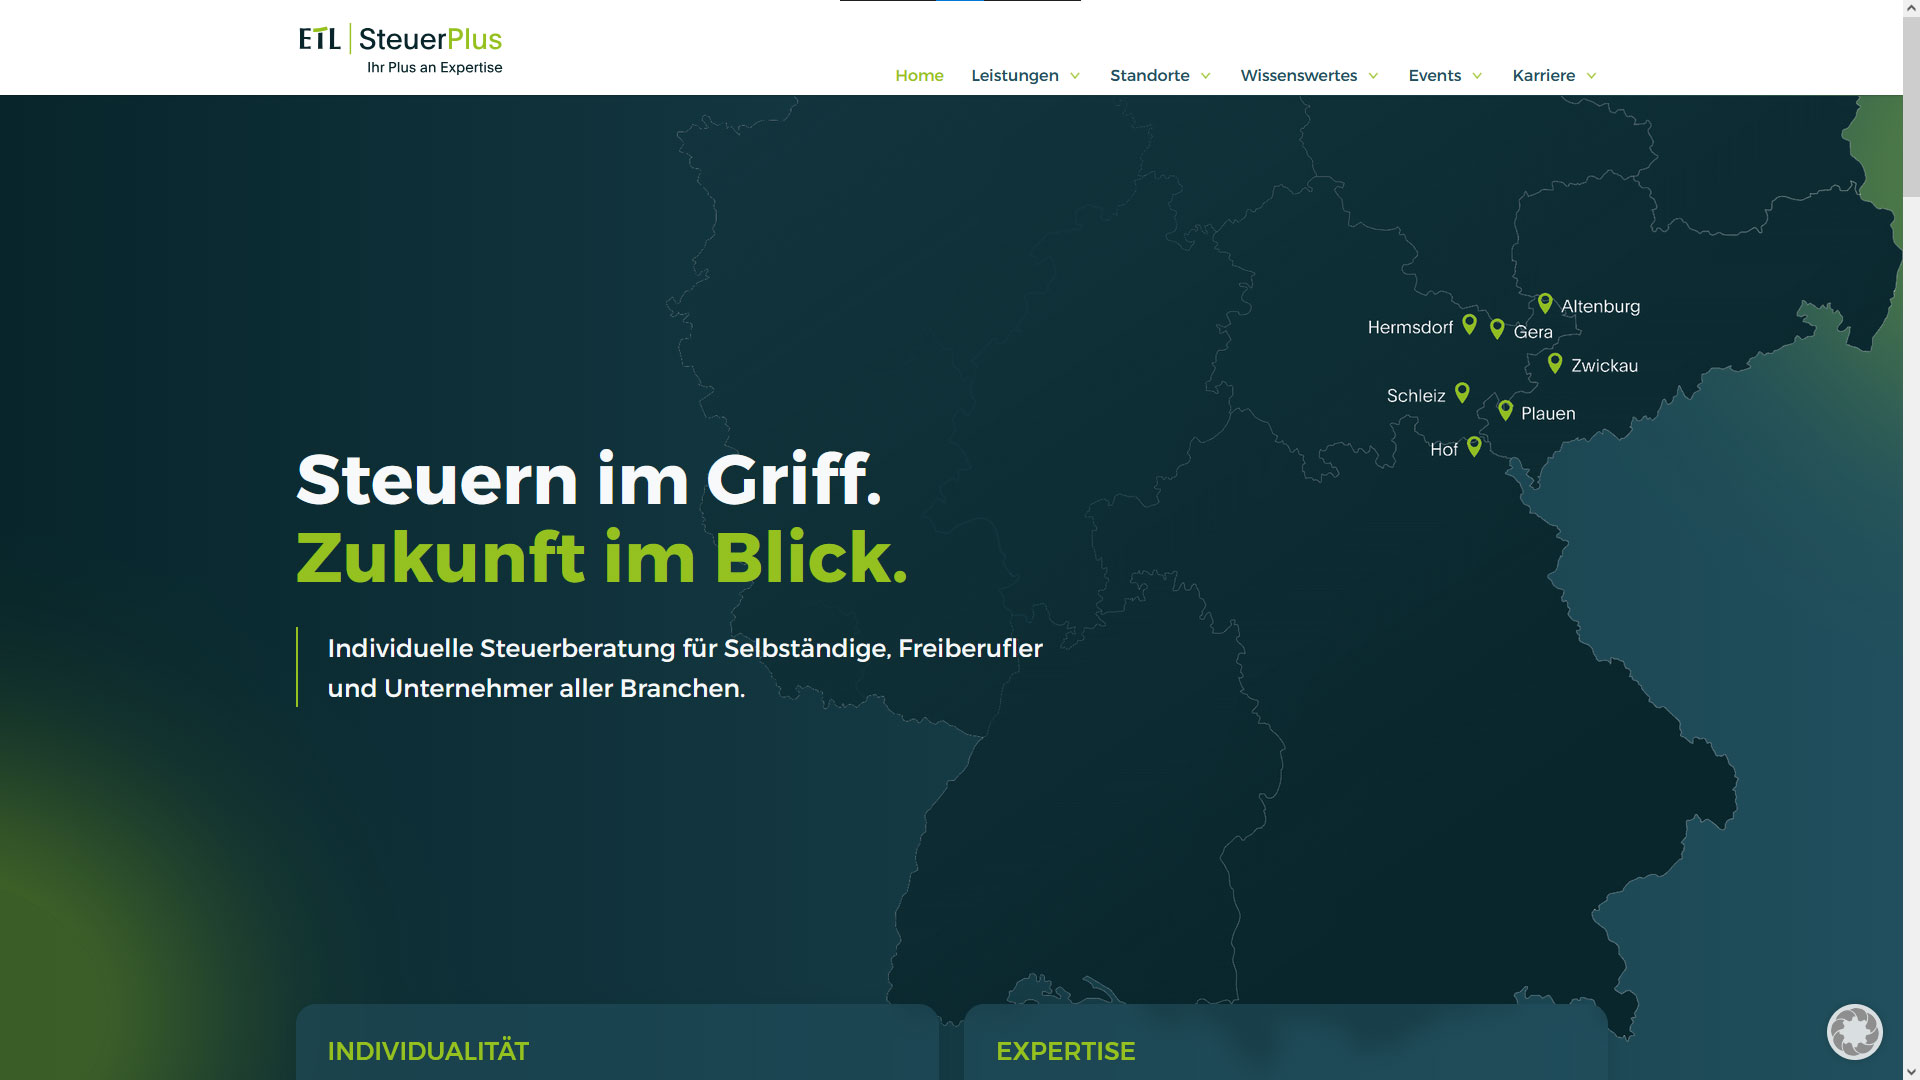 ETL SteuerPlus
Ihr Plus an Expertise
Home Leistungen Standorte Wissenswertes Events Karriere
Altenburg
Hermsdorf
Gera
Zwickau
Schleiz
Plauen
Hof
Steuern im Griff.
Zukunft im Blick.
Individuelle Steuerberatung für Selbständige, Freiberufler
und Unternehmer aller Branchen.
INDIVIDUALITÄT
EXPERTISE